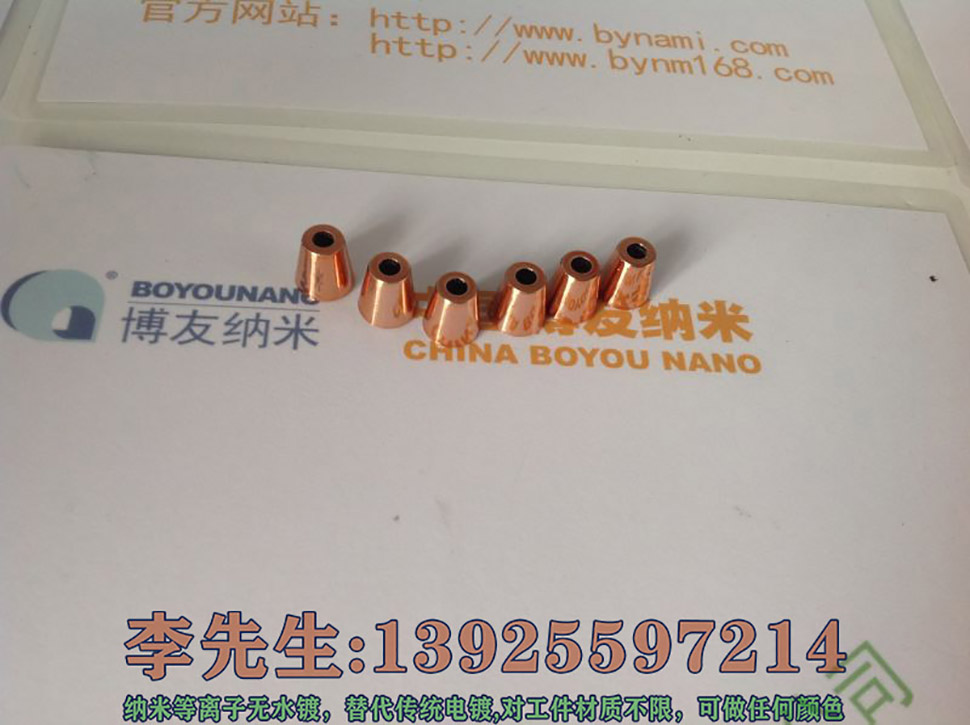 官方网站：http://www.bynami.com
http://www.bynm168.com
BOYOUNANO
博友纳米
博友纳米
CHINA BOYOU NANO
李先生:13925597214
纳米等离子无水镀，替代传统电镀,对工件材质不限，可做任何颜色